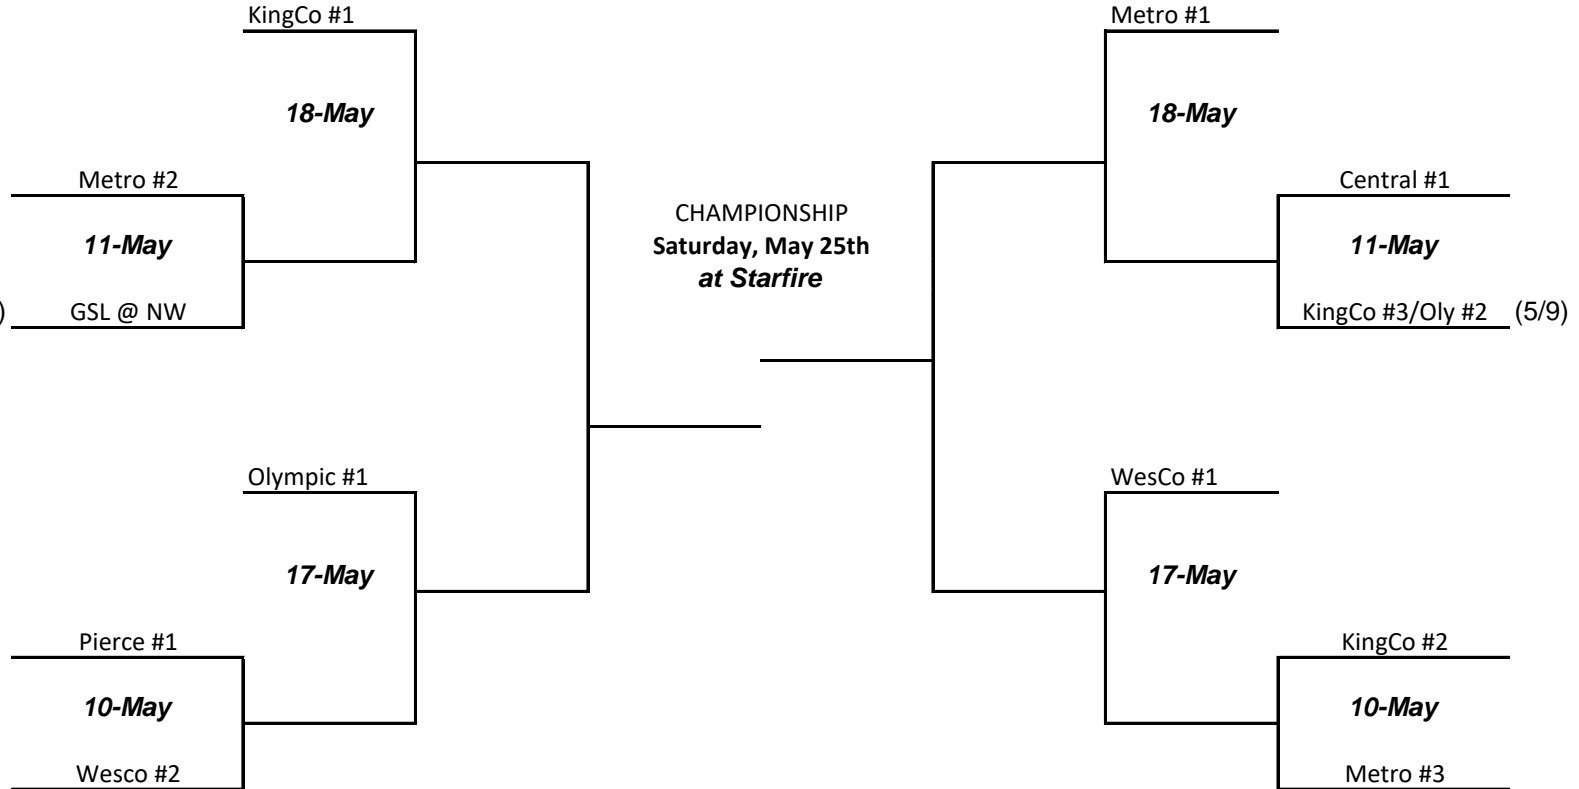 KingCo #1
Metro #1
18-May
18-May
Metro #2
Central #1
CHAMPIONSHIP
Saturday, May 25th
at Starfire
11-May
11-May
) GSL @ NW
KingCo #3/Oly #2 (5/9)
Olympic #1
WesCo #1
17-May
17-May
Pierce #1
KingCo #2
10-May
10-May
Wesco #2
Metro #3